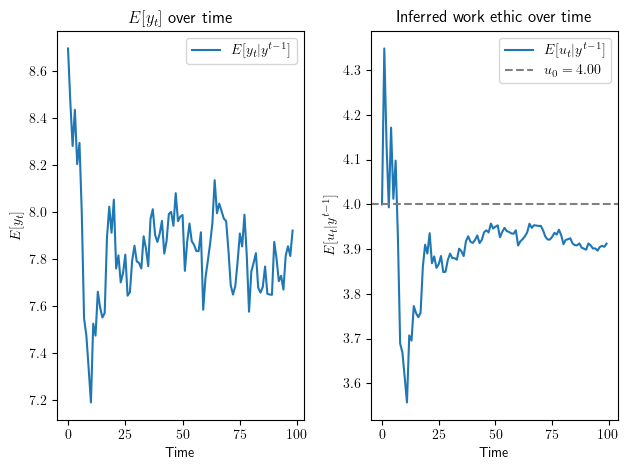 E[y_t] over time
E[y_t|y^{t-1}]
8.6
8.4
8.2
8.0
7.8
7.6
7.4
7.2
E[y_t]
0
25
50
75
100
Time
Inferred work ethic over time
E[u_t|y^{t-1}]
u_0 = 4.00
4.3
4.2
4.1
4.0
3.9
3.8
3.7
3.6
E[u_t|y^{t-1}]
0
25
50
75
100
Time